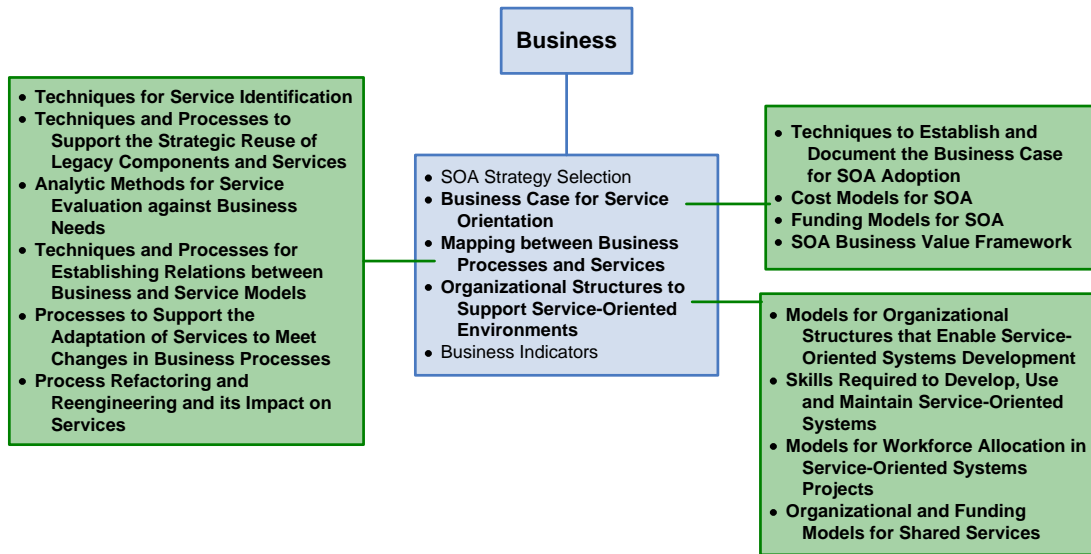 Business
• Techniques for Service Identification
• Techniques and Processes to
Support the Strategic Reuse of
Legacy Components and Services
• Analytic Methods for Service
Evaluation against Business
Needs
• Techniques and Processes for
Establishing Relations between
Business and Service Models
• Processes to Support the
Adaptation of Services to Meet
Changes in Business Processes
• Process Refactoring and
Reengineering and its Impact on
Services
• SOA Strategy Selection
• Business Case for Service
Orientation
• Mapping between Business
Processes and Services
• Organizational Structures to
Support Service-Oriented
Environments
• Business Indicators
• Techniques to Establish and
Document the Business Case
for SOA Adoption
• Cost Models for SOA
• Funding Models for SOA
• SOA Business Value Framework
• Models for Organizational
Structures that Enable Service-
Oriented Systems Development
• Skills Required to Develop, Use
and Maintain Service-Oriented
Systems
• Models for Workforce Allocation in
Service-Oriented Systems
Projects
• Organizational and Funding
Models for Shared Services